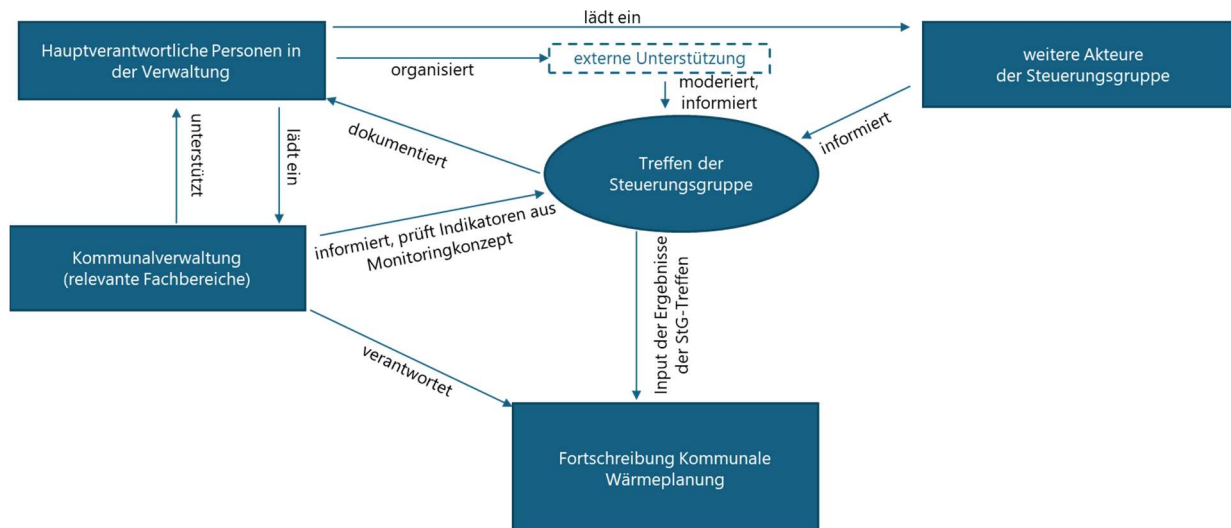 lädt ein
Hauptverantwortliche Personen in
der Verwaltung
organisiert
externe Unterstützung
weitere Akteure
der Steuerungsgruppe
moderiert,
informiert
informiert
unterstützt
lädt ein
dokumentiert
Treffen der
Steuerungsgruppe
informiert, prüft Indikatoren aus
Monitoringkonzept
Kommunalverwaltung
(relevante Fachbereiche)
Input der Ergebnisse
der StG-Treffen
verantwortet
Fortschreibung Kommunale
Wärmeplanung